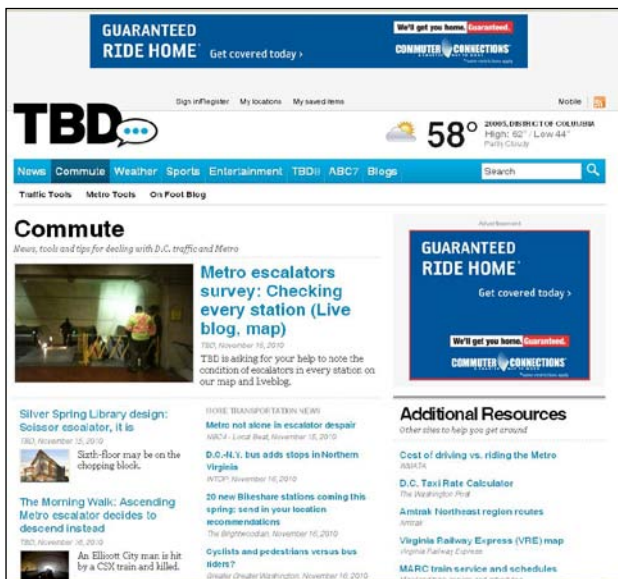 GUARANTEED
RIDE HOME
Get covered today ›
We'll get you home. Guaranteed.
COMMUTER CONNECTIONS
Sign in/Register My locations My saved items
Mobile
TBD
58°
20005, DISTRICT OF COLUMBIA
High: 62° / Low 44°
Partly Cloudy
News Commute Weather Sports Entertainment TBD ABC7 Blogs
Search
Traffic Tools Metro Tools On Foot Blog
Commute
News, tools and tips for dealing with D.C. traffic and Metro
Metro escalators
survey: Checking
every station (Live
blog, map)
TBD, November 16, 2010
TBD is asking for your help to note the
condition of escalators in every station on
our map and liveblog.
Silver Spring Library design:
Scissor escalator, it is
TBD, November 15, 2010
Sixth-floor may be on the
chopping block.
The Morning Walk: Ascending
Metro escalator decides to
descend instead
TBD, November 16, 2010
An Ellicott City man is hit
by a CSX train and killed.
MORE TRANSPORTATION NEWS
Metro not alone in escalator despair
NBC4 - Local Beat, November 15, 2010
D.C.-N.Y. bus adds stops in Northern
Virginia
WTOP, November 16, 2010
20 new Bikeshare stations coming this
spring: send in your location
recommendations
The Brightwoodian, November 16, 2010
Cyclists and pedestrians versus bus
riders?
Greater Greater Washington, November 16, 2010
Advertisement
GUARANTEED
RIDE HOME
Get covered today ›
We'll get you home. Guaranteed.
COMMUTER CONNECTIONS
Additional Resources
Other sites to help you get around
Cost of driving vs. riding the Metro
WMATA
D.C. Taxi Rate Calculator
The Washington Post
Amtrak Northeast region routes
Amtrak
Virginia Railway Express (VRE) map
Virginia Railway Express
MARC train service and schedules